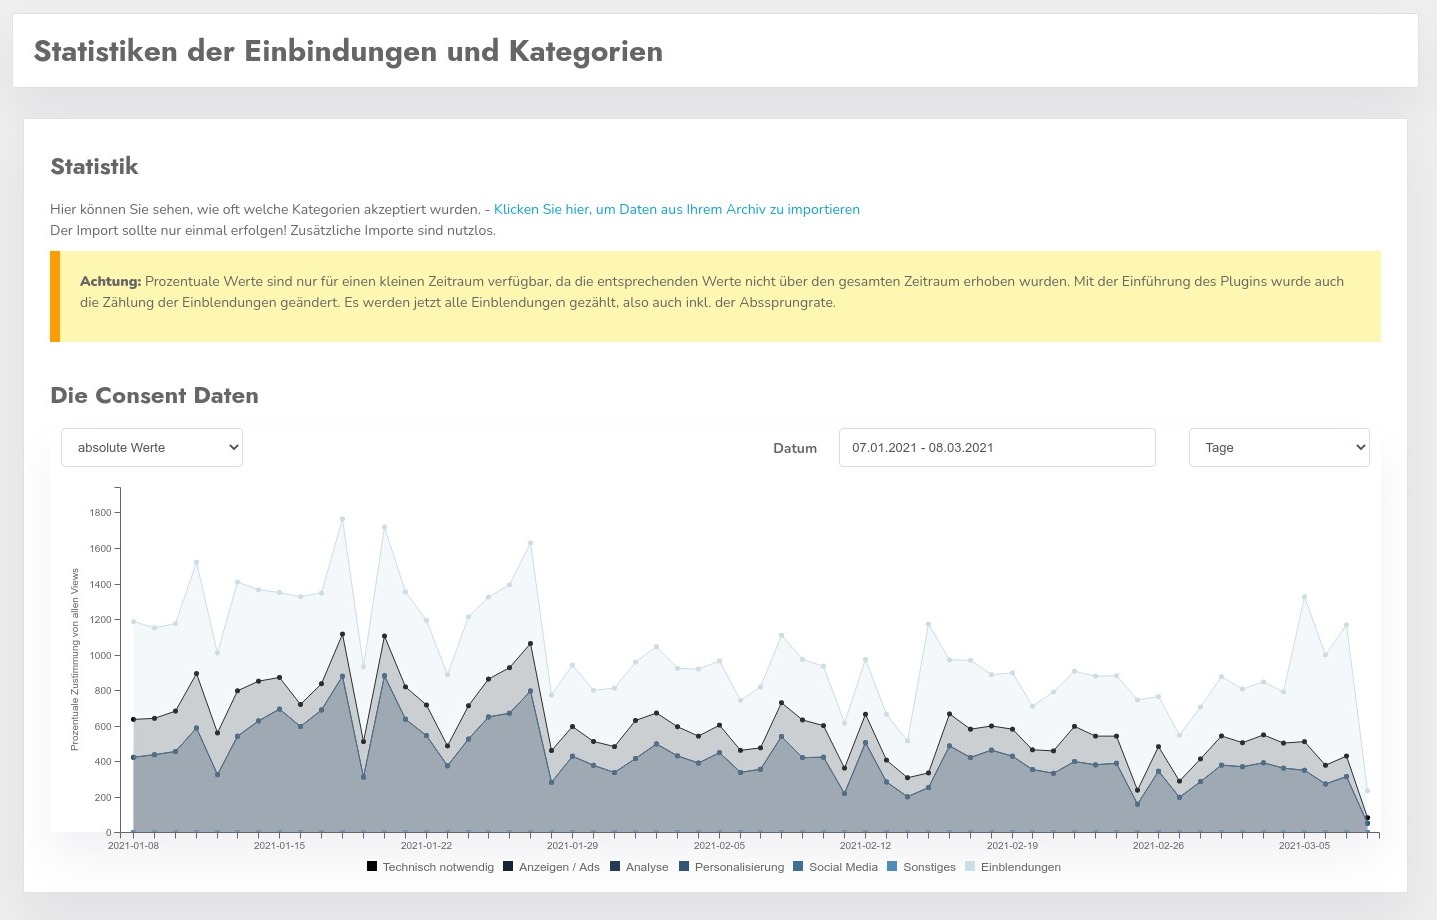 Statistiken der Einbindungen und Kategorien
Statistik
Hier können Sie sehen, wie oft welche Kategorien akzeptiert wurden. - Klicken Sie hier, um Daten aus Ihrem Archiv zu importieren
Der Import sollte nur einmal erfolgen! Zusätzliche Importe sind nutzlos.
Achtung: Prozentuale Werte sind nur für einen kleinen Zeitraum verfügbar, da die entsprechenden Werte nicht über den gesamten Zeitraum erhoben wurden. Mit der Einführung des Plugins wurde auch
die Zählung der Einblendungen geändert. Es werden jetzt alle Einblendungen gezählt, also auch inkl. der Abssprungrate.
Die Consent Daten
absolute Werte
Datum
07.01.2021 - 08.03.2021
Tage
Prozentuale Zustimmung von allen Views
1800
1600
1400
1200
1000
800
600
400
200
0
2021-01-08 2021-01-15 2021-01-22 2021-01-29 2021-02-05 2021-02-12 2021-02-19 2021-02-26 2021-03-05
Technisch notwendig Anzeigen / Ads Analyse Personalisierung Social Media Sonstiges Einblendungen